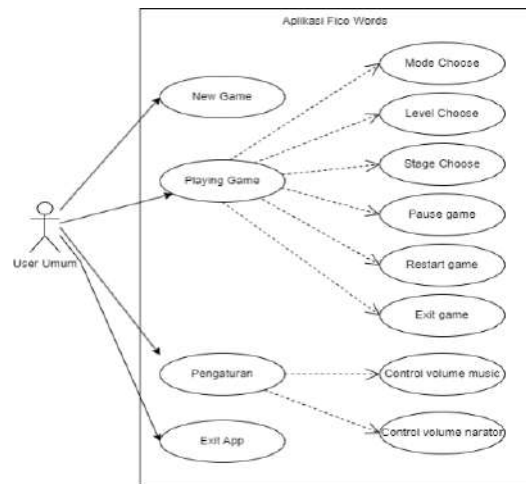 Aplikasi Fico Words
Mode Choose
New Game
Level Choose
Playing Game
Stage Choose
Pause game
User Umum
Restart game
Exit game
Pengaturan
Control volume music
Exit App
Control volume narator